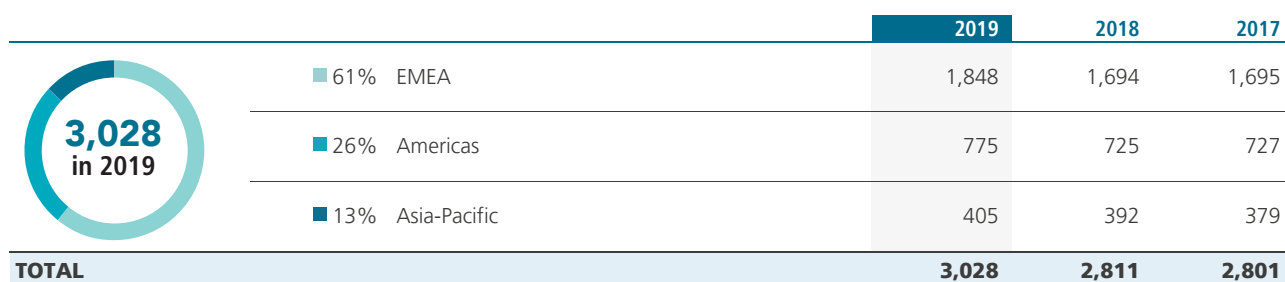 2019 2018 2017
61% EMEA 1,848 1,694 1,695
3,028
in 2019
26% Americas 775 725 727
13% Asia-Pacific 405 392 379
TOTAL 3,028 2,811 2,801